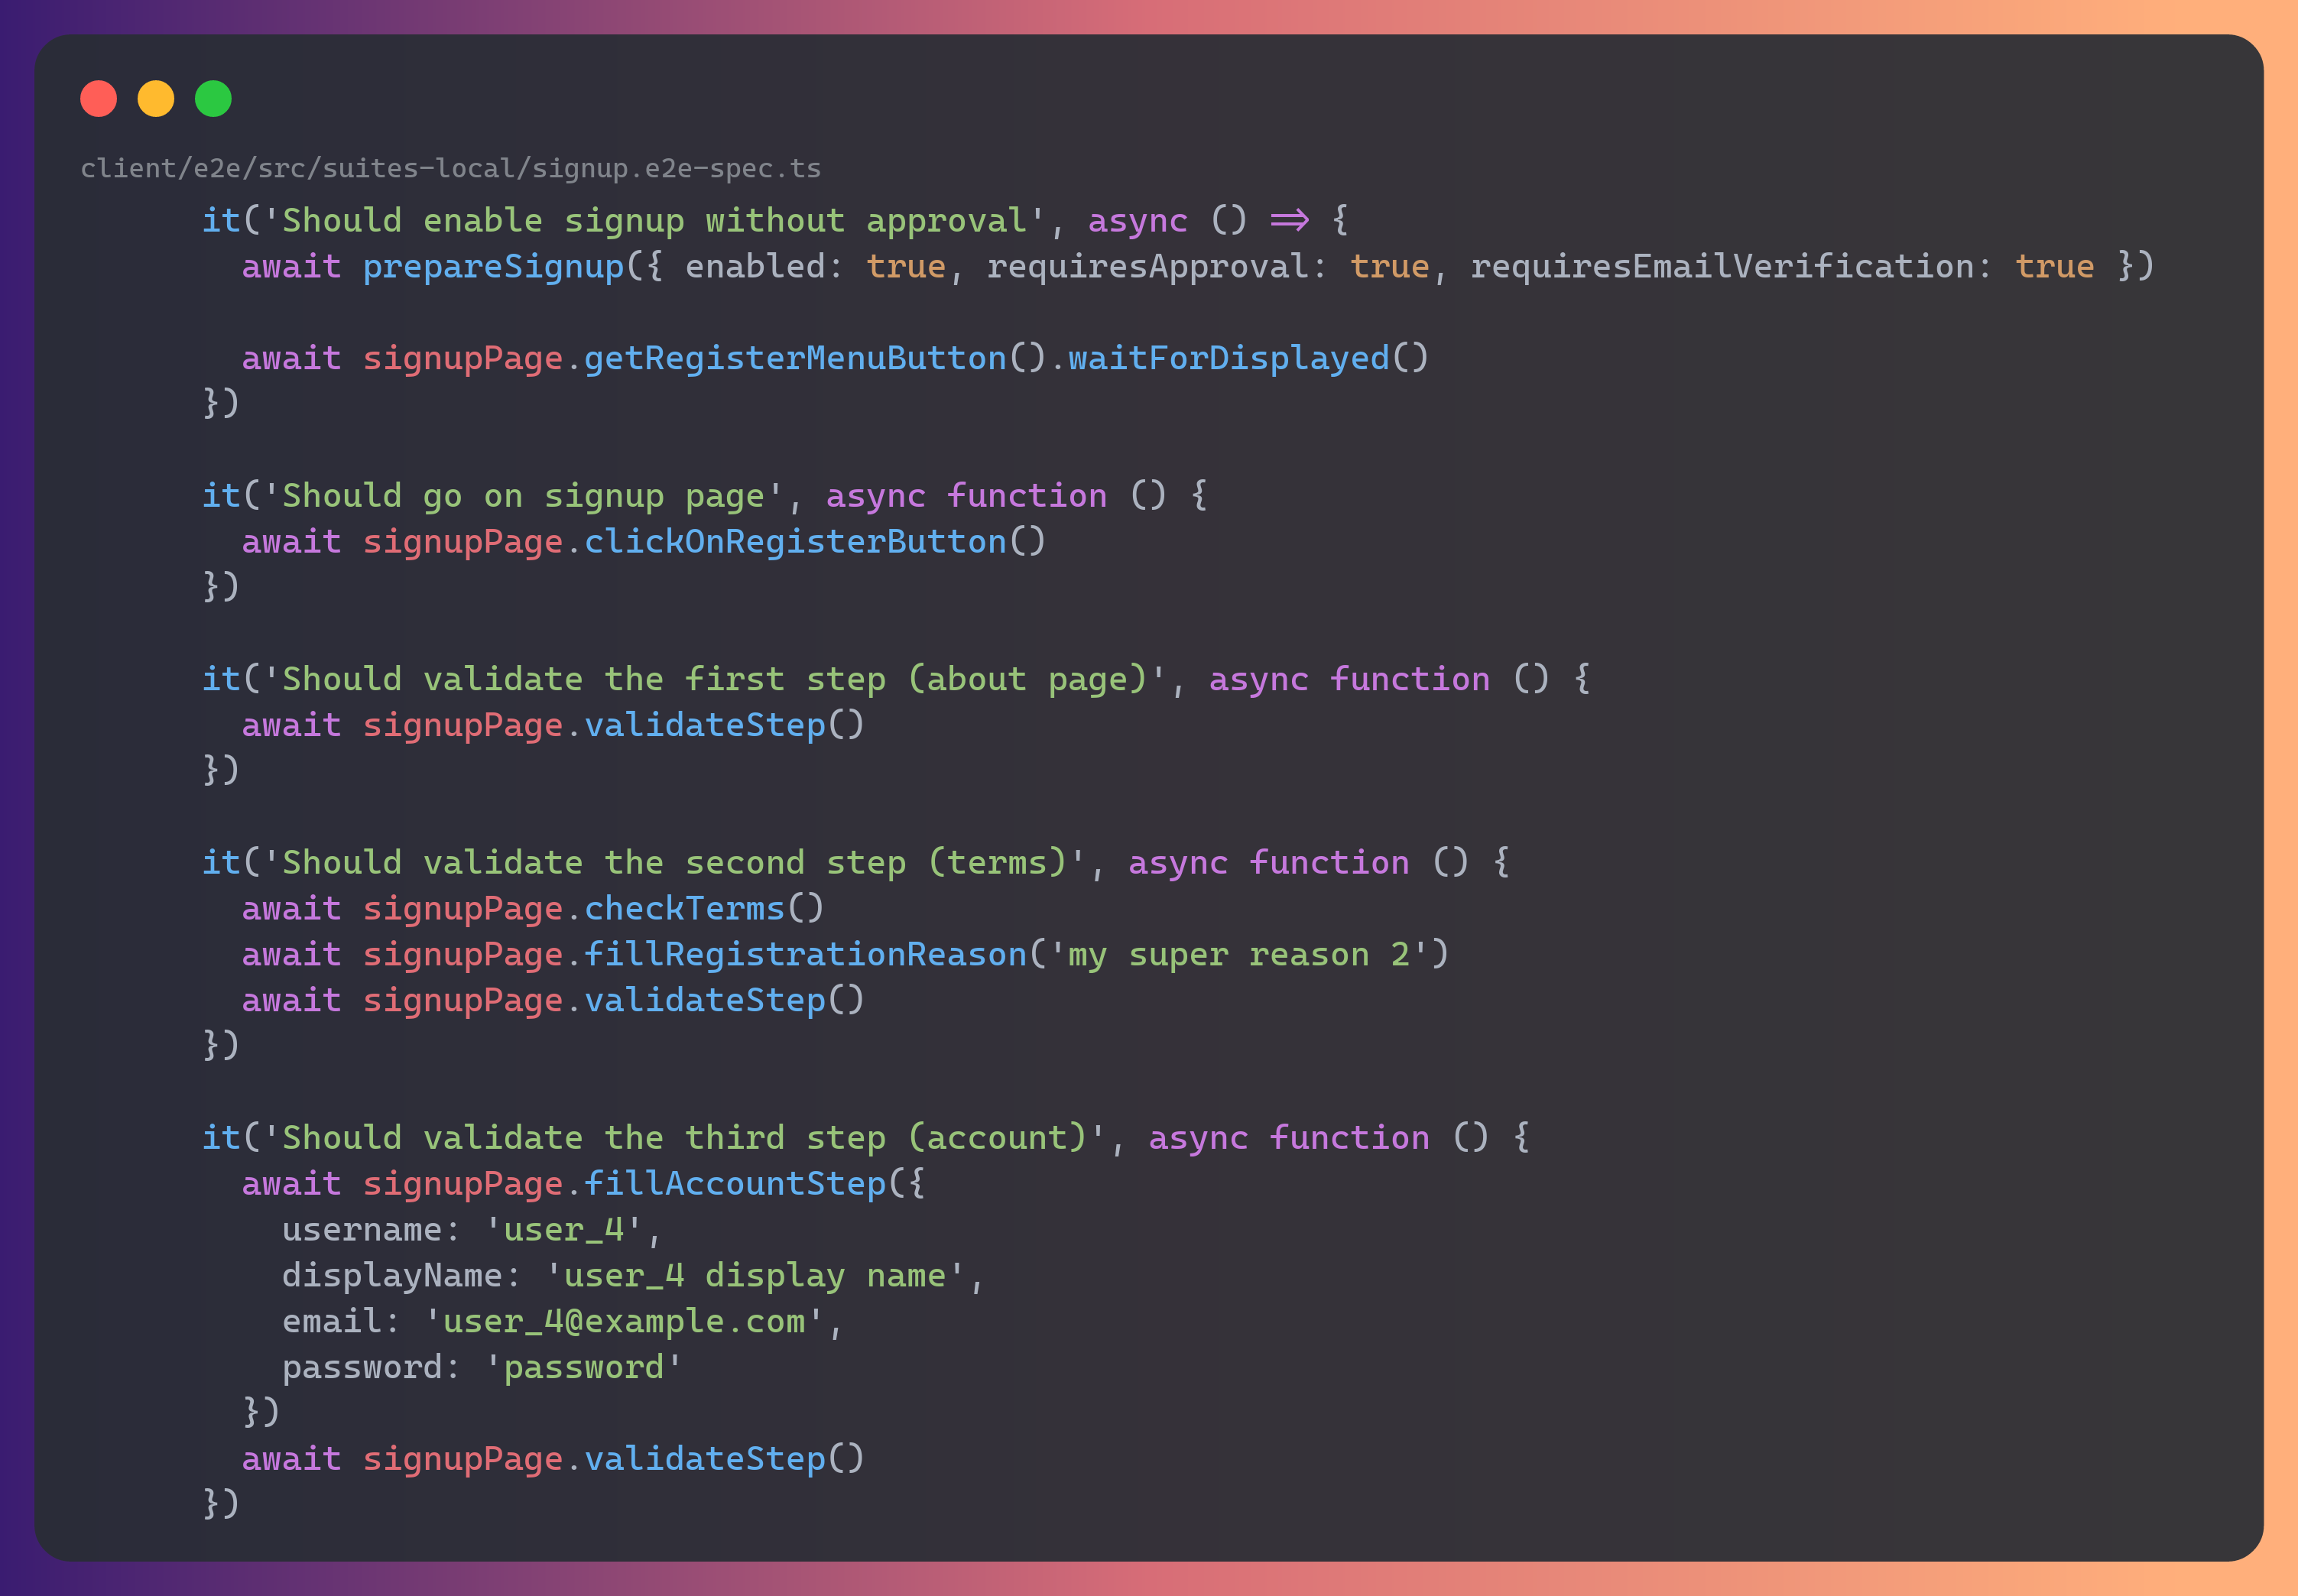 client/e2e/src/suites-local/signup.e2e-spec.ts
it('Should enable signup without approval', async () => {
  await prepareSignup({ enabled: true, requiresApproval: true, requiresEmailVerification: true })

  await signupPage.getRegisterMenuButton().waitForDisplayed()
})

it('Should go on signup page', async function () {
  await signupPage.clickOnRegisterButton()
})

it('Should validate the first step (about page)', async function () {
  await signupPage.validateStep()
})

it('Should validate the second step (terms)', async function () {
  await signupPage.checkTerms()
  await signupPage.fillRegistrationReason('my super reason 2')
  await signupPage.validateStep()
})

it('Should validate the third step (account)', async function () {
  await signupPage.fillAccountStep({
    username: 'user_4',
    displayName: 'user_4 display name',
    email: 'user_4@example.com',
    password: 'password'
  })
  await signupPage.validateStep()
})